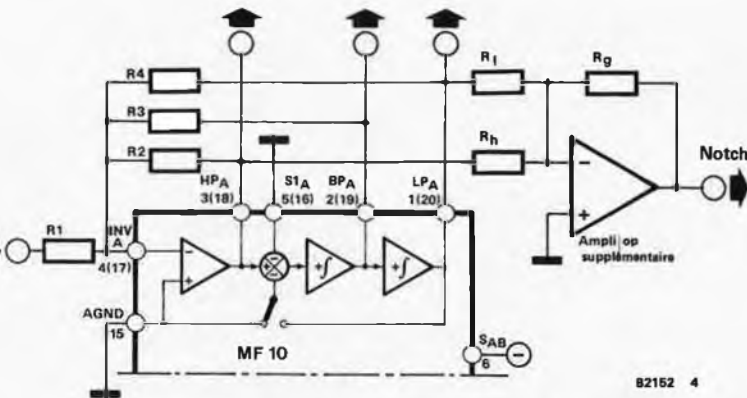 R4
R3
R2
R1
Rl
Rg
Rh
Notch
HPA
3(18)
S1A
5(16)
BPA
2(19)
LPA
1(20)
INV
A
4(17)
AGND
15
MF 10
SAB
6
Ampli op
supplémentaire
82152 4